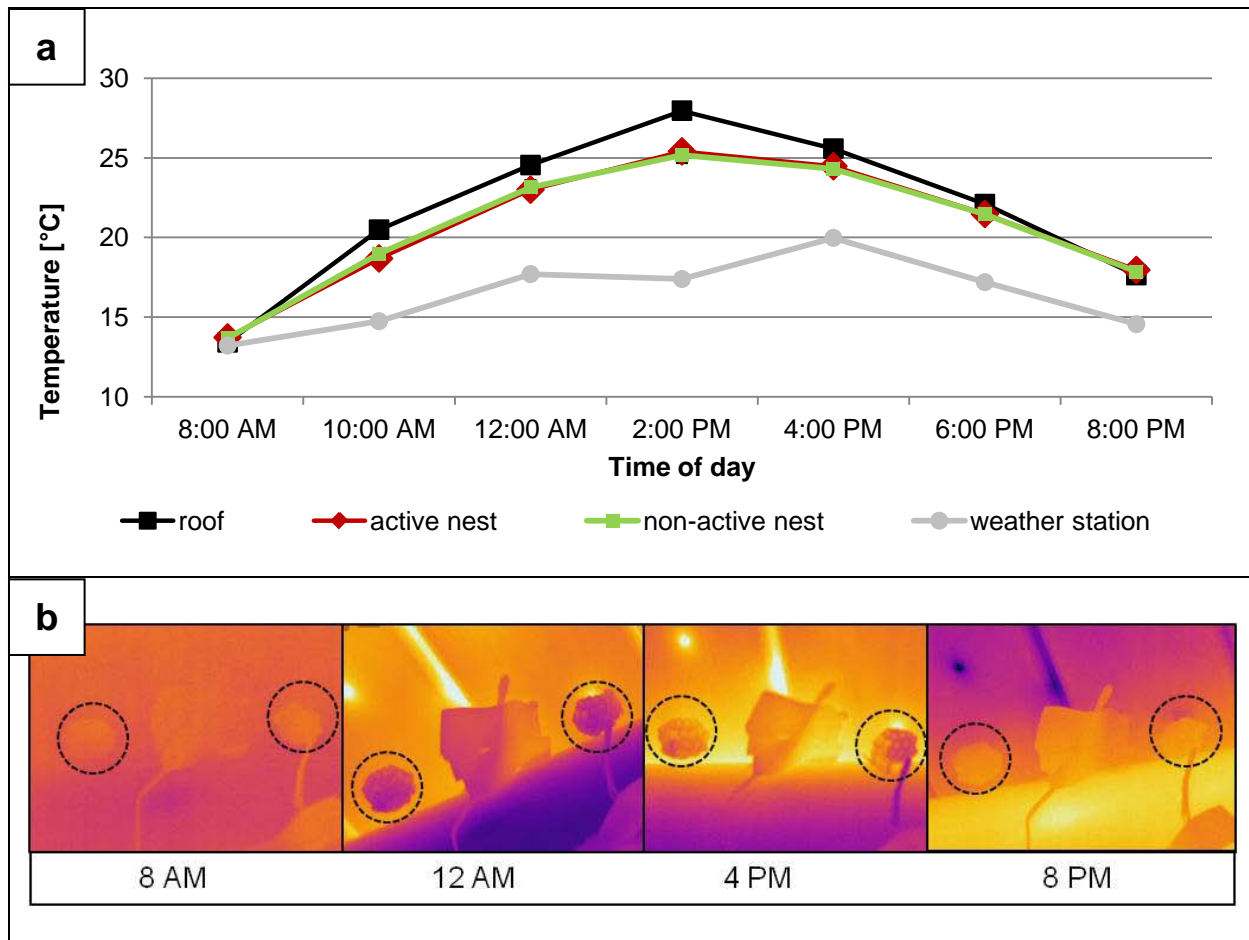 a
30
25
20
15
10
Temperature [°C]
8:00 AM 10:00 AM 12:00 AM 2:00 PM 4:00 PM 6:00 PM 8:00 PM
Time of day
roof active nest non-active nest weather station
b
8 AM 12 AM 4 PM 8 PM